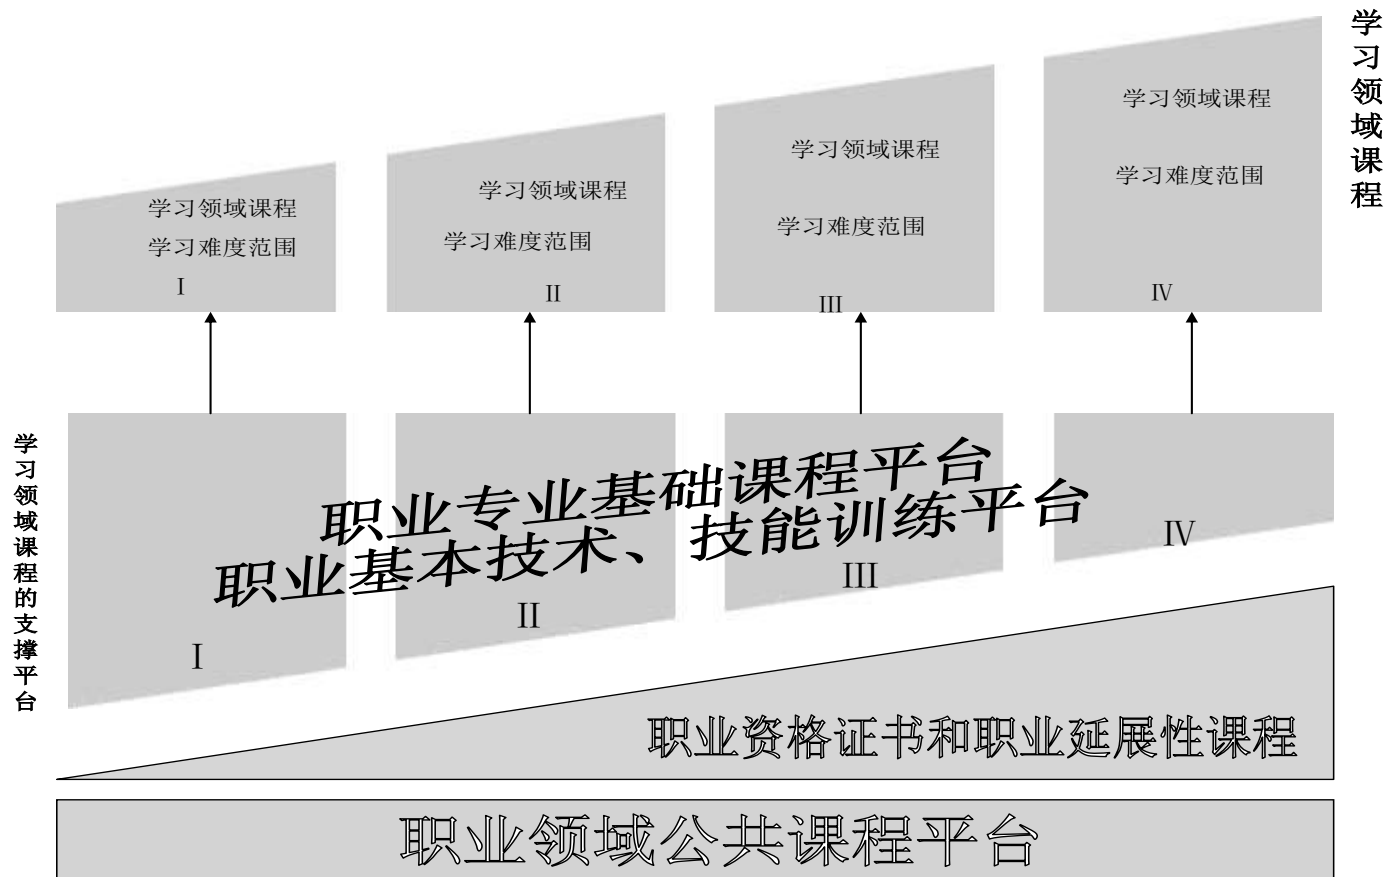 学习领域课程
学习领域课程
学习难度范围
I
学习领域课程
学习难度范围
II
学习领域课程
学习难度范围
III
学习领域课程
学习难度范围
IV
学习领域课程的支撑平台
职业专业基础课程平台
职业基本技术、技能训练平台
I
II
III
IV
职业资格证书和职业延展性课程
职业领域公共课程平台